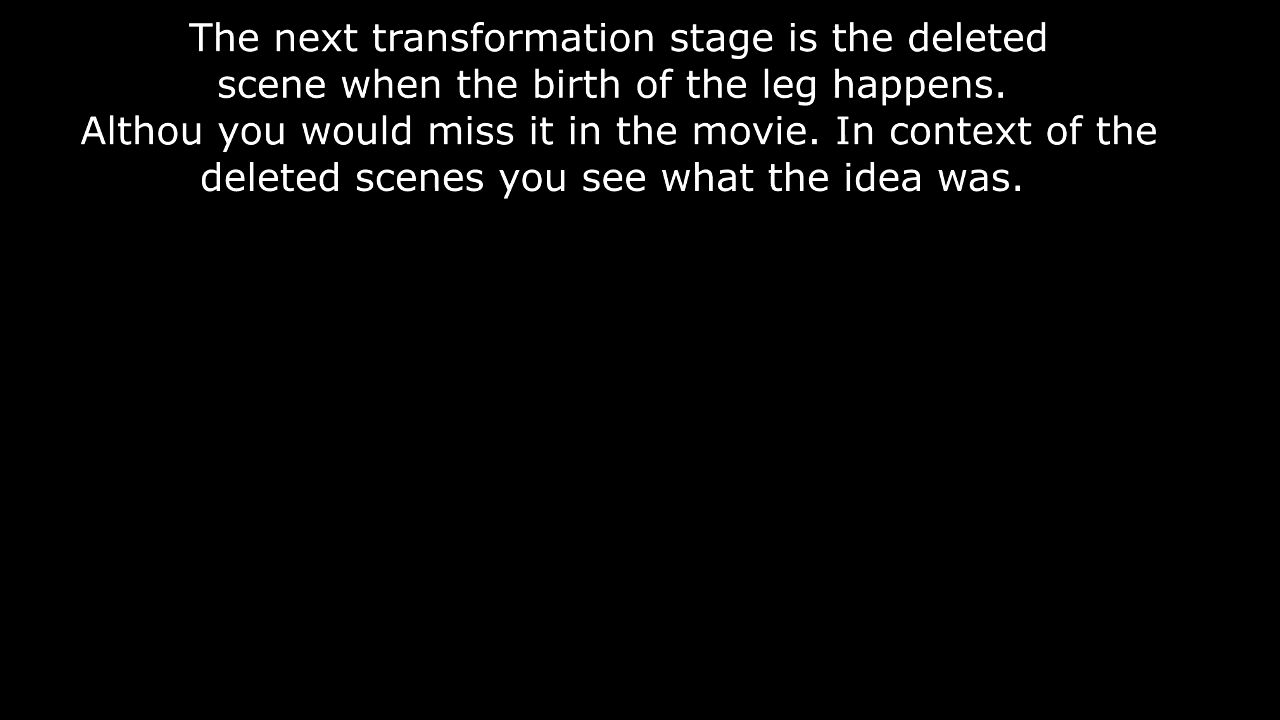 The next transformation stage is the deleted
scene when the birth of the leg happens.
Althou you would miss it in the movie. In context of the
deleted scenes you see what the idea was.